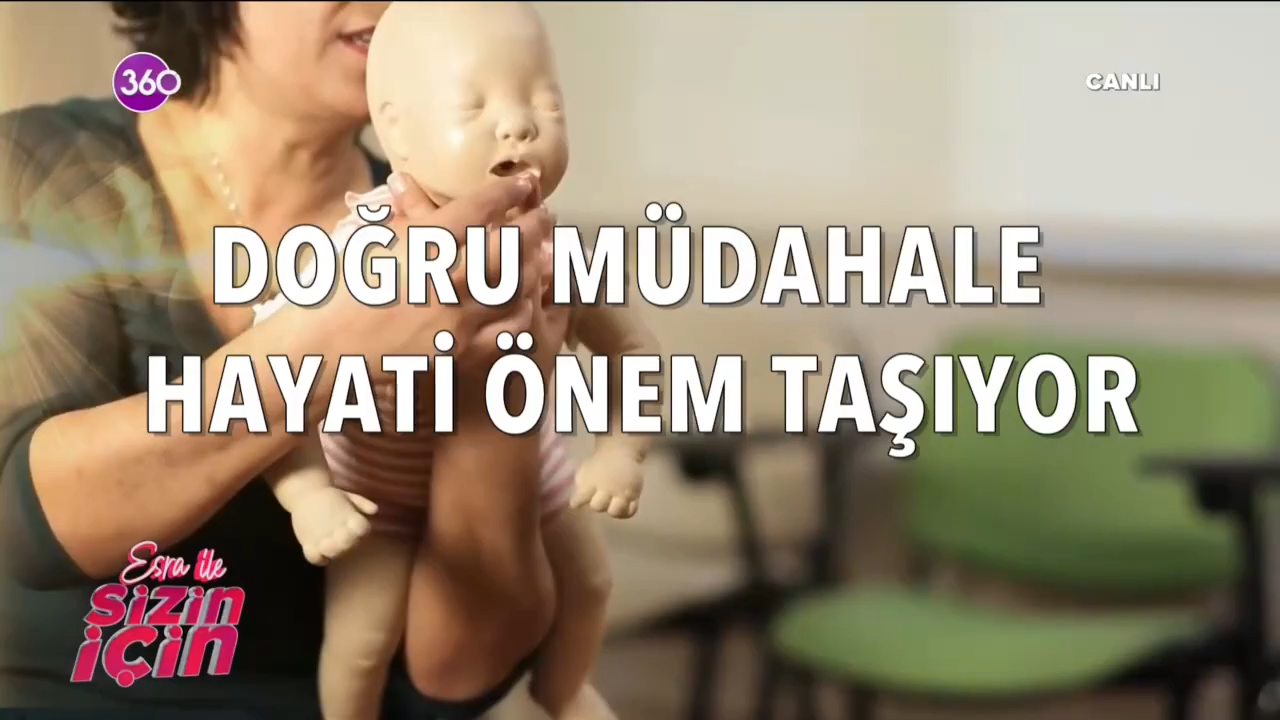 360
CANLI
DOĞRU MÜDAHALE
HAYATİ ÖNEM TAŞIYOR
Esra ile
Sizin
için